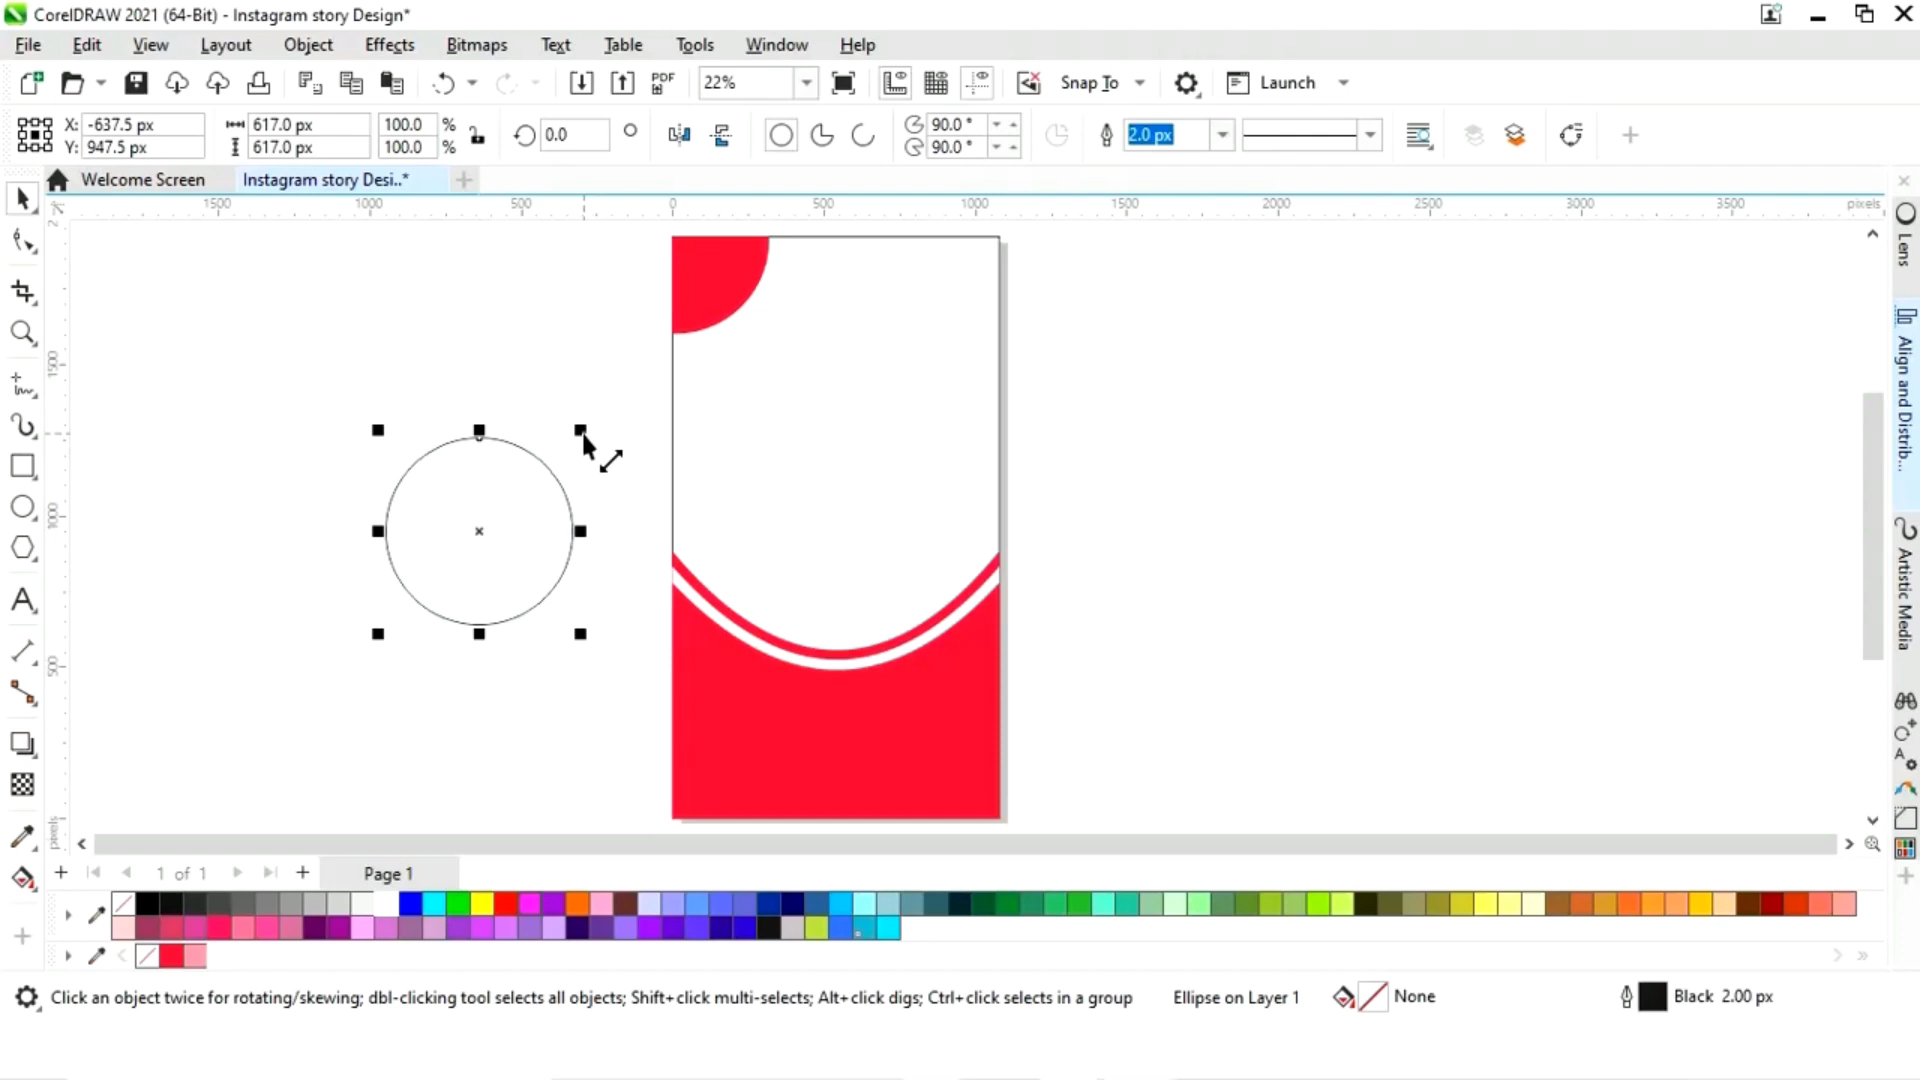 CorelDRAW 2021 (64-Bit) - Instagram story Design*
File Edit View Layout Object Effects Bitmaps Text Table Tools Window Help
PDF 22% Snap To Launch
X: -637.5 px 617.0 px 100.0 % 0.0 90.0 ° 2.0 px
Y: 947.5 px 617.0 px 100.0 % 90.0 °
Welcome Screen Instagram story Desi..*
1500 1000 500 0 500 1000 1500 2000 2500 3000 3500 pixels
Lens
Align and Distrib...
Artistic Media
1500
1000
500
pixels
1 of 1 Page 1
Click an object twice for rotating/skewing; dbl-clicking tool selects all objects; Shift+click multi-selects; Alt+click digs; Ctrl+click selects in a group Ellipse on Layer 1 None Black 2.00 px